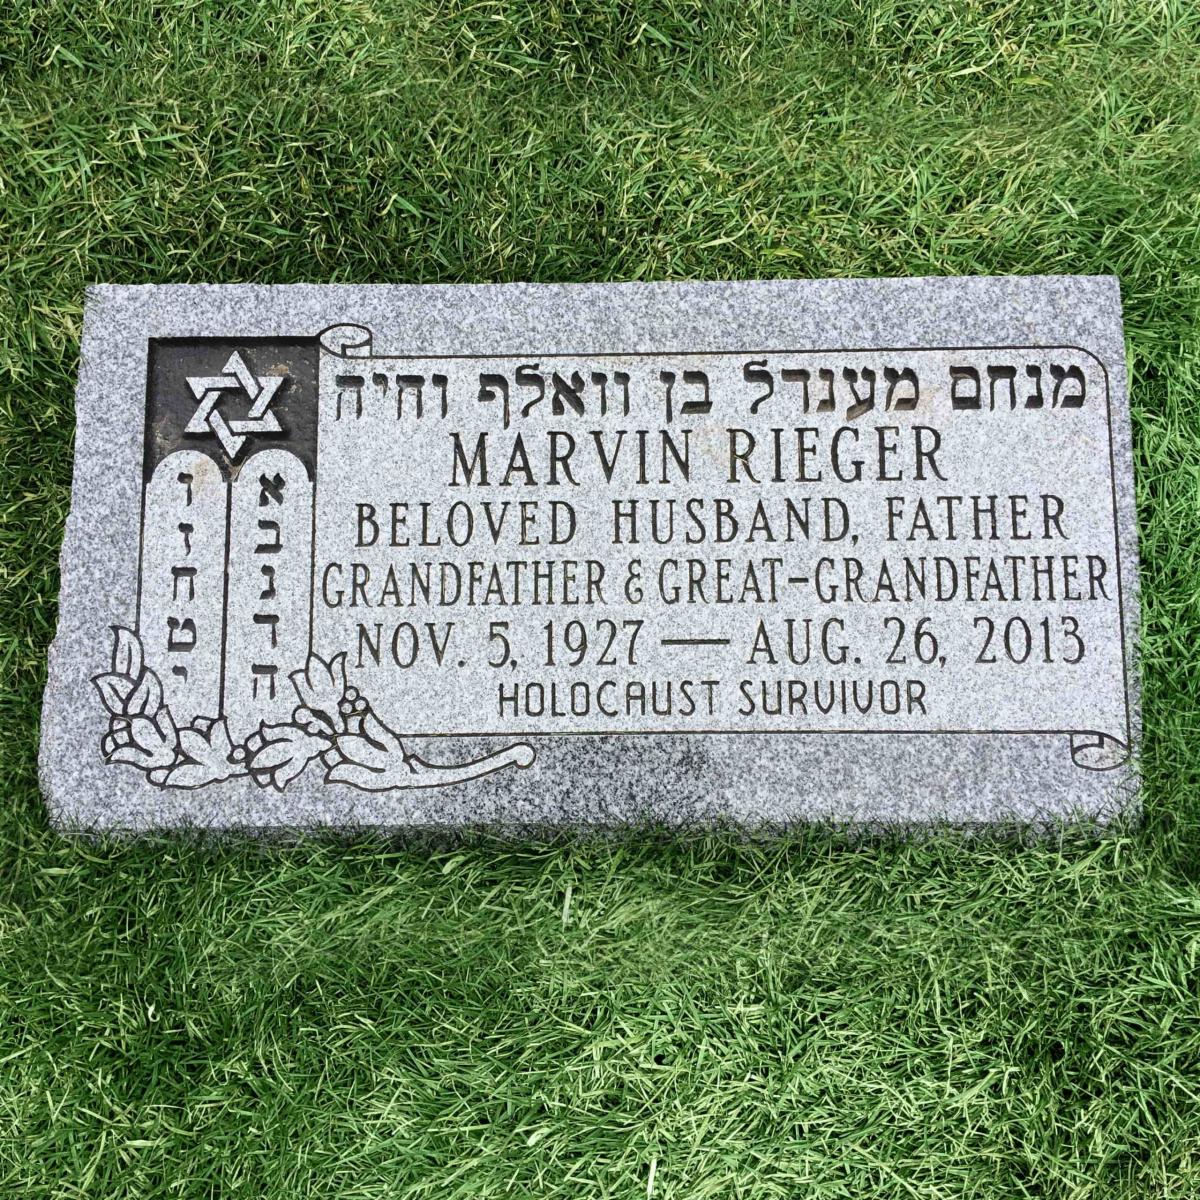 מנחם מענדל בן וואלף וחיה
MARVIN RIEGER
BELOVED HUSBAND, FATHER
GRANDFATHER & GREAT-GRANDFATHER
NOV. 5, 1927 — AUG. 26, 2013
HOLOCAUST SURVIVOR
א
ב
ג
ד
ה
ו
ז
ח
ט
י